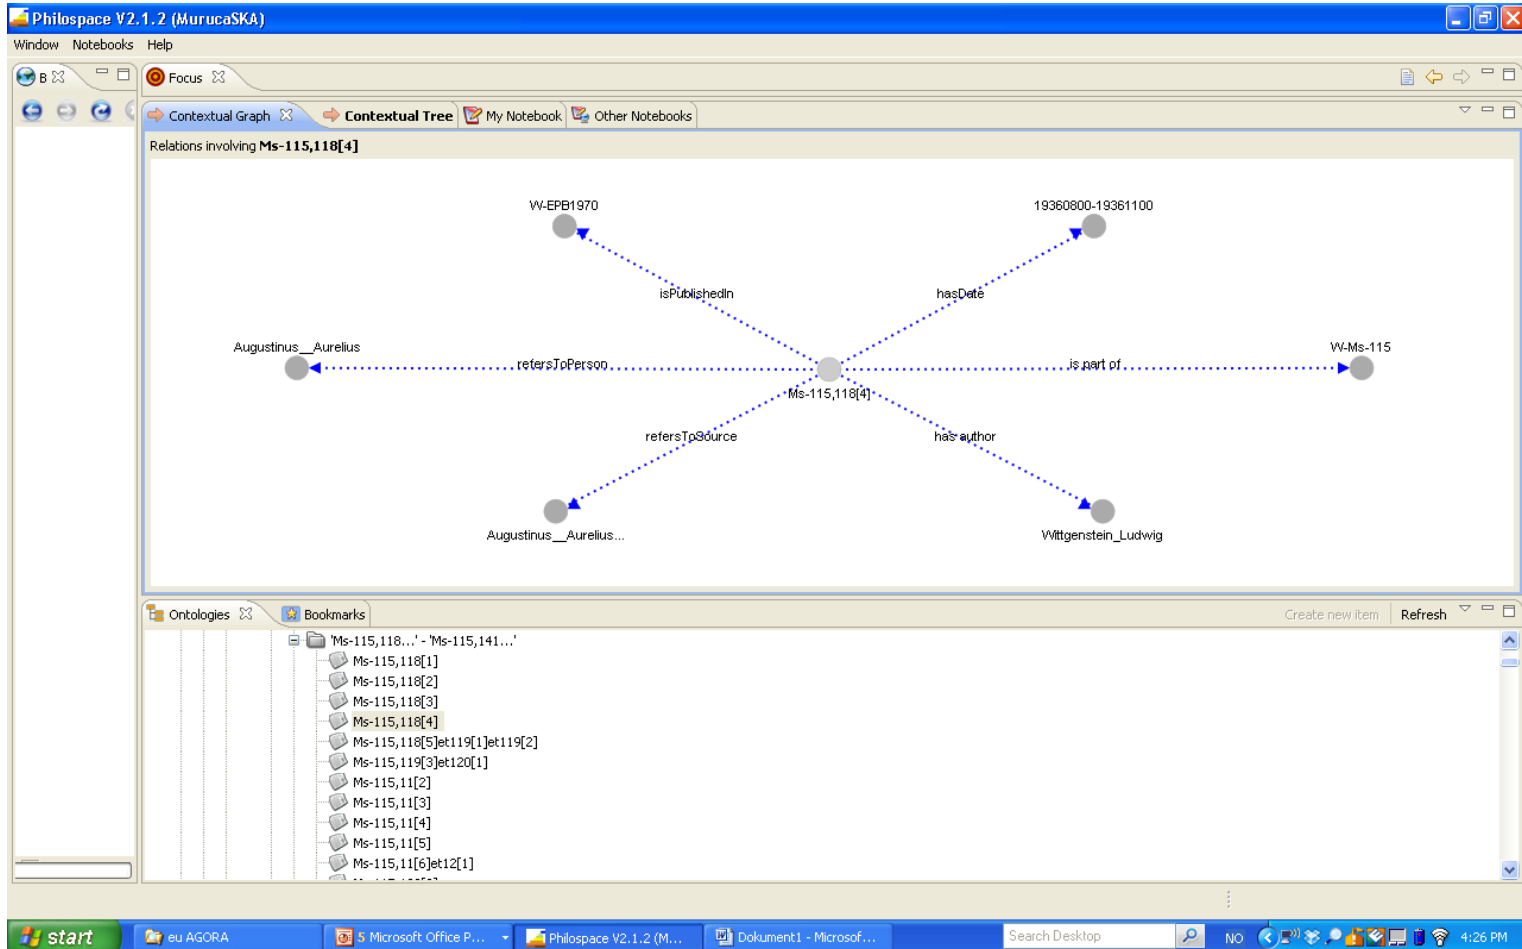 Philospace V2.1.2 (MurucaSKA)
Window Notebooks Help
B
Focus
Contextual Graph
Contextual Tree
My Notebook
Other Notebooks
Relations involving Ms-115,118[4]
W-EPB1970
19360800-19361100
isPublishedIn
hasDate
Augustinus__Aurelius
W-Ms-115
refersToPerson
is part of
Ms-115,118[4]
refersToSource
has author
Augustinus__Aurelius...
Wittgenstein_Ludwig
Ontologies
Bookmarks
Create new item
Refresh
'Ms-115,118...' - 'Ms-115,141...'
Ms-115,118[1]
Ms-115,118[2]
Ms-115,118[3]
Ms-115,118[4]
Ms-115,118[5]et119[1]et119[2]
Ms-115,119[3]et120[1]
Ms-115,11[2]
Ms-115,11[3]
Ms-115,11[4]
Ms-115,11[5]
Ms-115,11[6]et12[1]
start
eu AGORA
5 Microsoft Office P...
Philospace V2.1.2 (M...
Dokument1 - Microsof...
Search Desktop
NO
4:26 PM